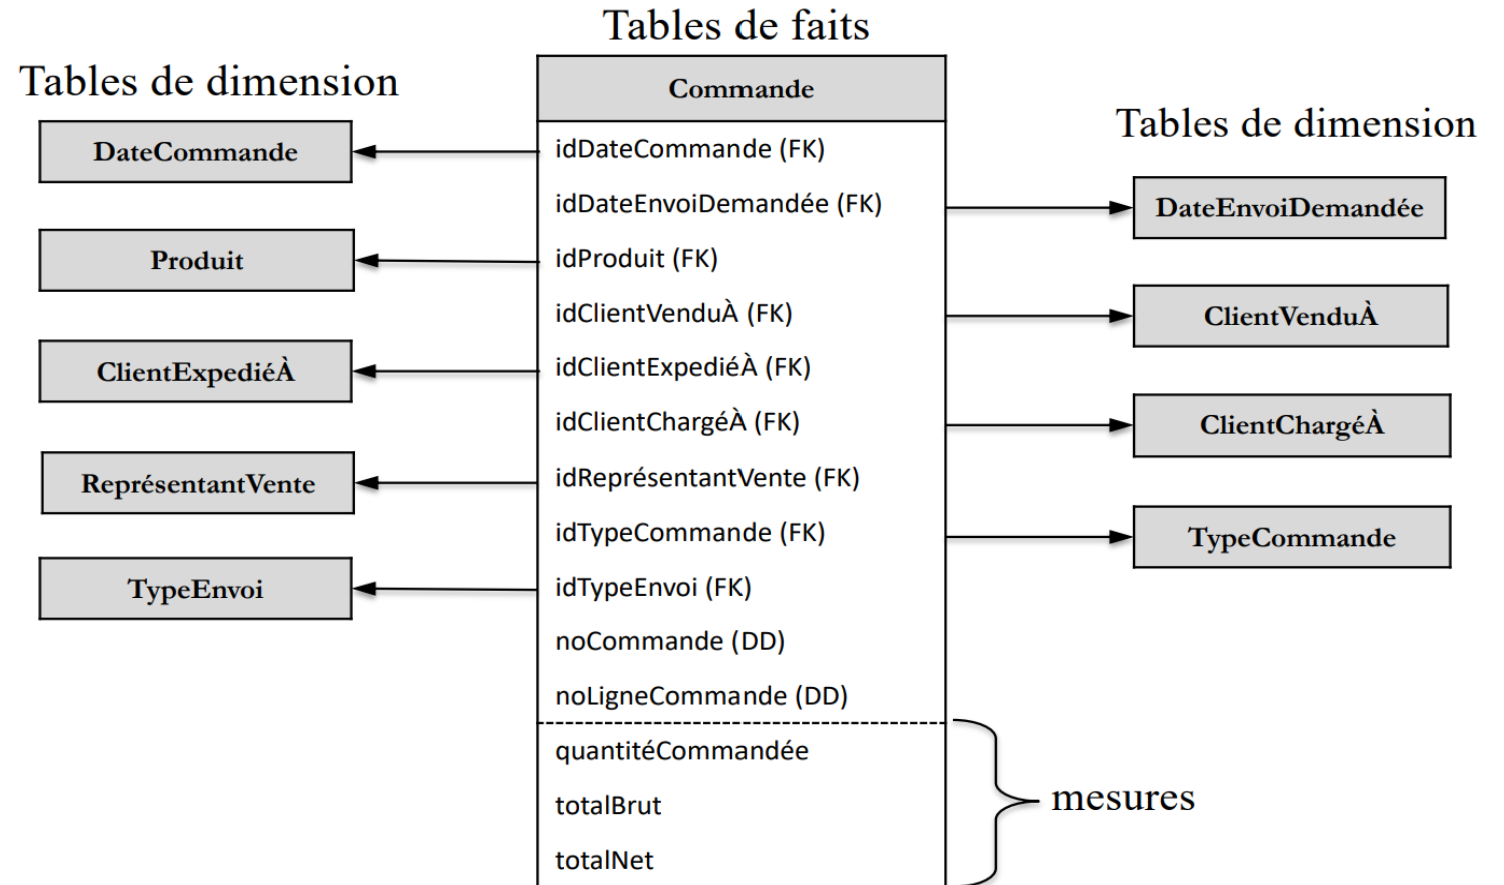 Tables de faits
Tables de dimension
DateCommande
Produit
ClientExpediéÀ
ReprésentantVente
TypeEnvoi
Commande
idDateCommande (FK)
idDateEnvoiDemandée (FK)
idProduit (FK)
idClientVenduÀ (FK)
idClientExpediéÀ (FK)
idClientChargéÀ (FK)
idReprésentantVente (FK)
idTypeCommande (FK)
idTypeEnvoi (FK)
noCommande (DD)
noLigneCommande (DD)
quantitéCommandée
totalBrut
totalNet
Tables de dimension
DateEnvoiDemandée
ClientVenduÀ
ClientChargéÀ
TypeCommande
mesures